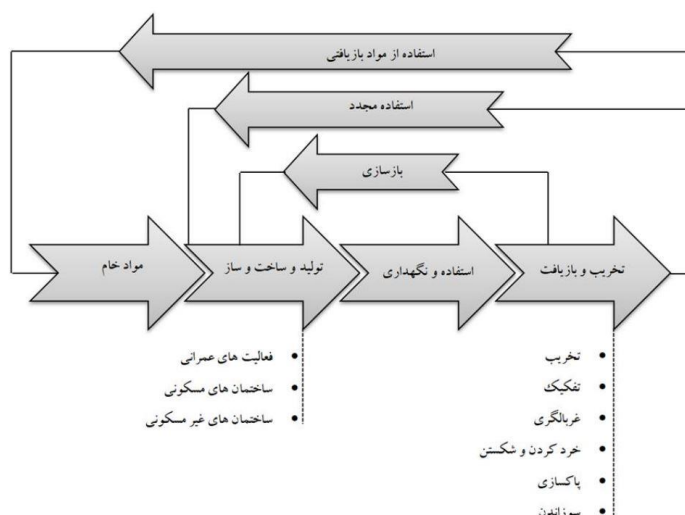 استفاده از مواد بازیافتی
استفاده مجدد
بازسازی
مواد خام
تولید و ساخت و ساز
استفاده و نگهداری
تخریب و بازیافت
فعالیت های عمرانی
ساختمان های مسکونی
ساختمان های غیر مسکونی
تخریب
تفکیک
غربالگری
خرد کردن و شکستن
پاکسازی
سوزاندن